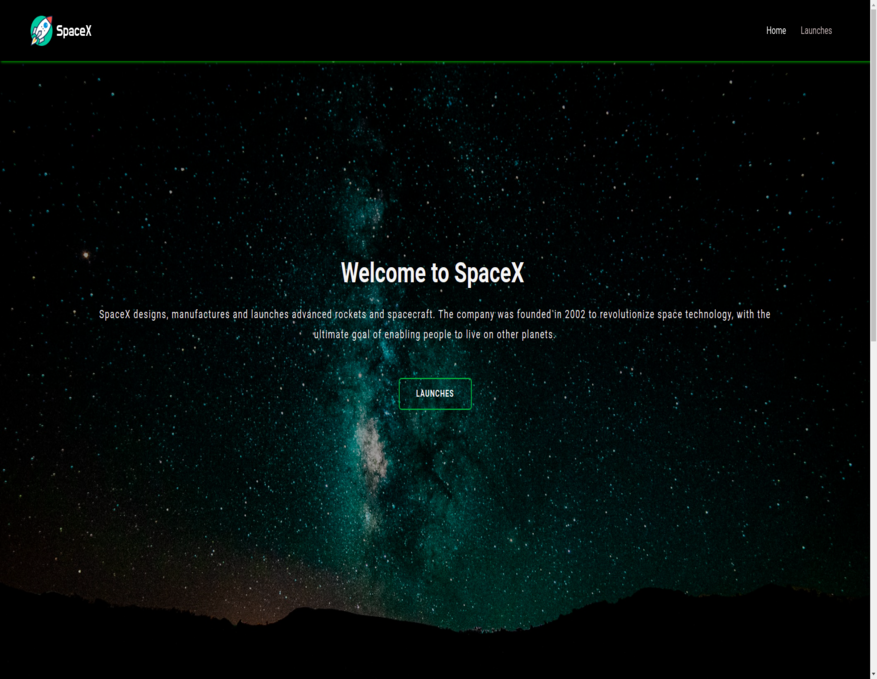 SpaceX
Home
Launches
Welcome to SpaceX
SpaceX designs, manufactures and launches advanced rockets and spacecraft. The company was founded in 2002 to revolutionize space technology, with the
ultimate goal of enabling people to live on other planets.
LAUNCHES